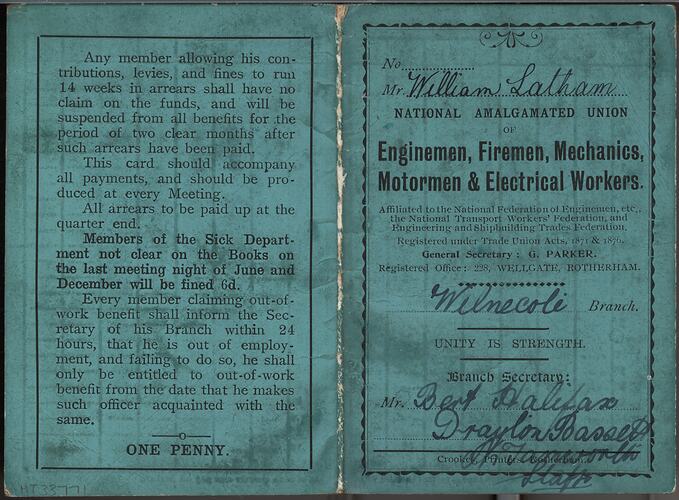 Any member allowing his con-
tributions, levies, and fines to run
14 weeks in arrears shall have no
claim on the funds, and will be
suspended from all benefits for the
period of two clear months after
such arrears have been paid.
This card should accompany
all payments, and should be pro-
duced at every Meeting.
All arrears to be paid up at the
quarter end.
Members of the Sick Depart-
ment not clear on the Books on
the last meeting night of June and
December will be fined 6d.
Every member claiming out-of-
work benefit shall inform the Sec-
retary of his Branch within 24
hours, that he is out of employ-
ment, and failing to do so, he shall
only be entitled to out-of-work
benefit from the date that he makes
such officer acquainted with the
same.
ONE PENNY.
HT33771
No
Mr. William Latham
NATIONAL AMALGAMATED UNION
OF
Enginemen, Firemen, Mechanics,
Motormen & Electrical Workers.
Affiliated to the National Federation of Enginemen, etc.,
the National Transport Workers' Federation, and
Engineering and Shipbuilding Trades Federation.
Registered under Trade Union Acts, 1871 & 1876.
General Secretary: G. PARKER.
Registered Office: 228, WELLGATE, ROTHERHAM.
Wilnecote Branch.
UNITY IS STRENGTH.
Branch Secretary:
Mr. Bert Halifax
Drayton Bassett
Tamworth
Crookes, Printers, Rotherham.
Staffs